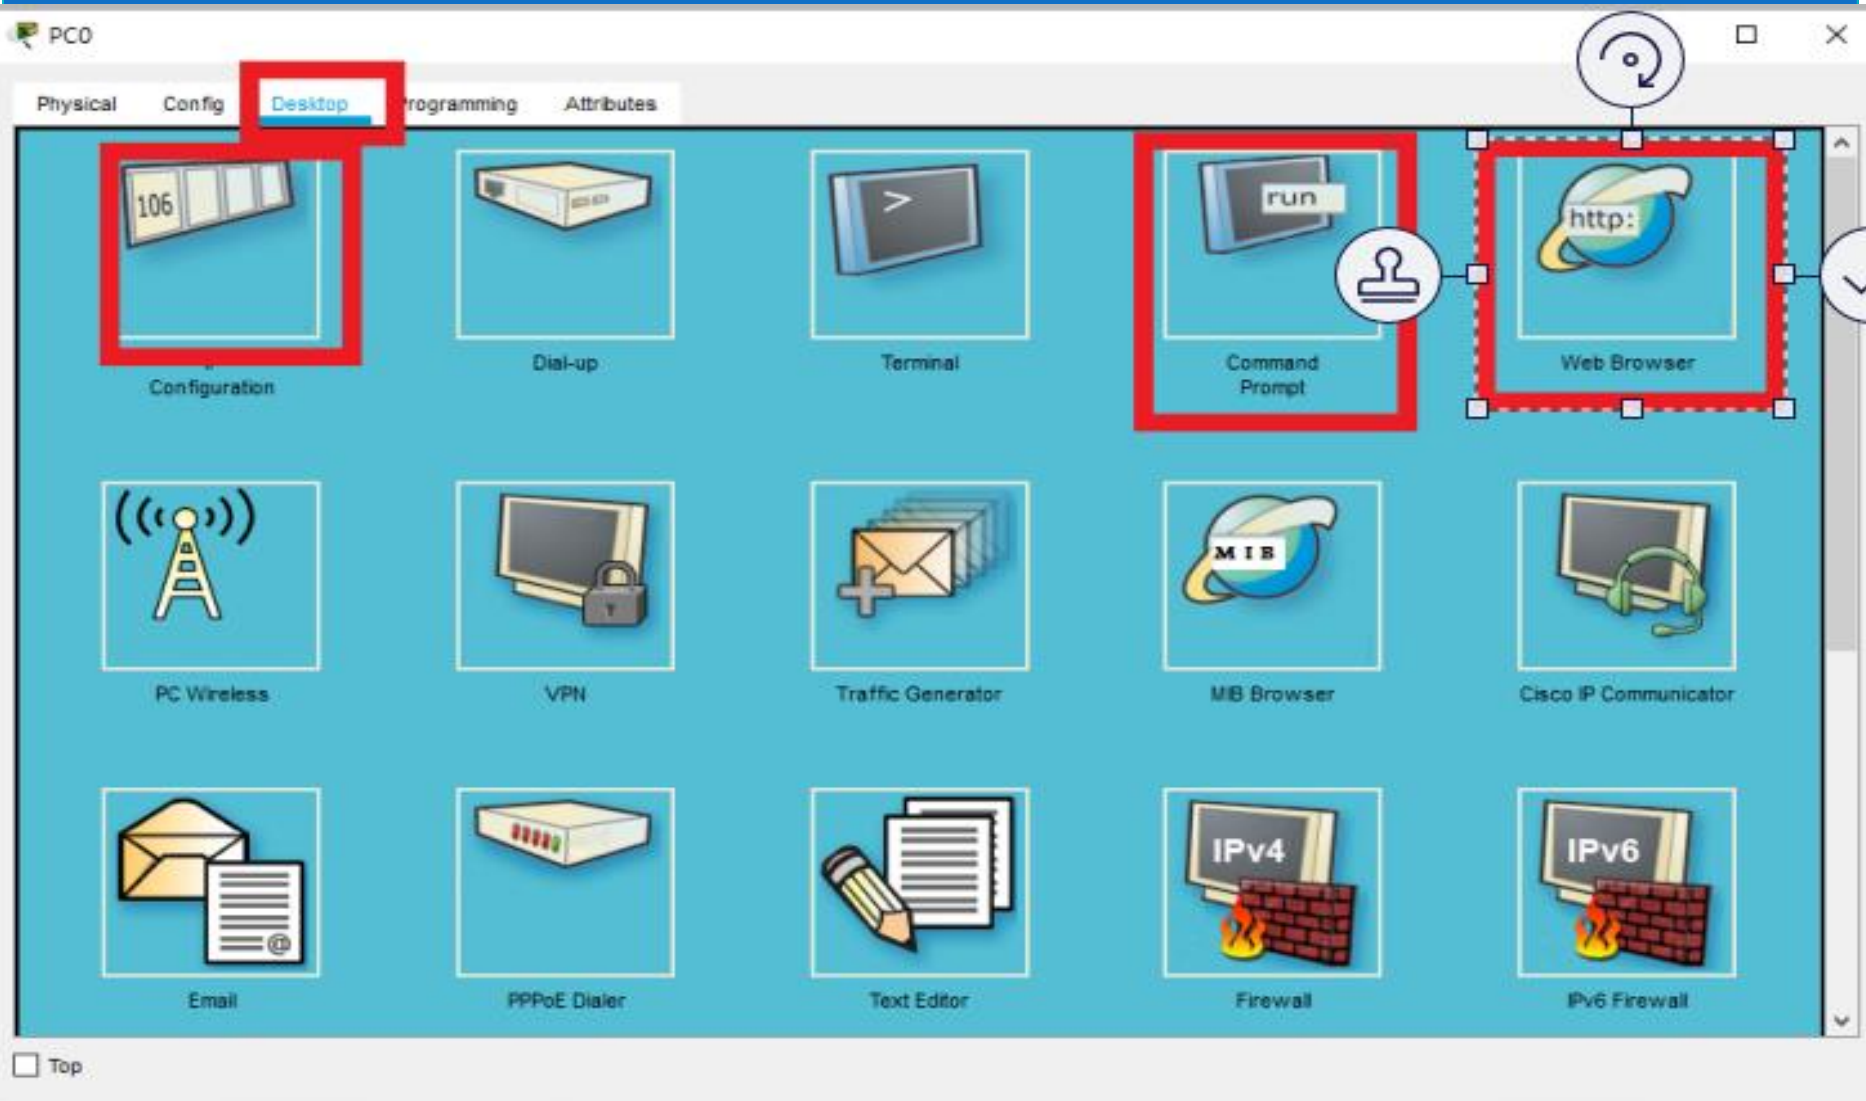 PC0
Physical Config Desktop rogramming Attributes
106
>
run
http:
Configuration
Dial-up
Terminal
Command
Prompt
Web Browser
MIB
PC Wireless
VPN
Traffic Generator
MIB Browser
Cisco IP Communicator
@
IPv4
IPv6
Email
PPPoE Dialer
Text Editor
Firewall
IPv6 Firewall
Top